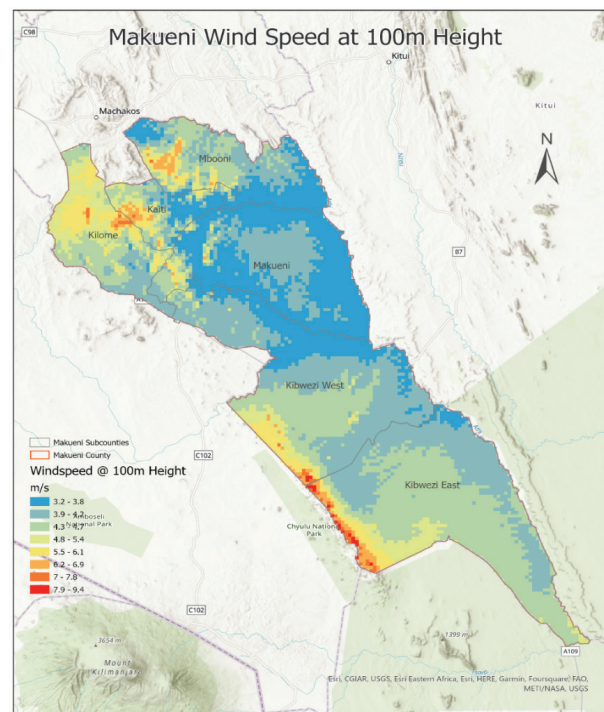 Makueni Wind Speed at 100m Height
C98
Kitui
Machakos
Kitui
N
Mbooni
Kaiti
Kilome
Makueni
B7
Kibwezi West
Makueni Subcounties
Makueni County
C102
Windspeed @ 100m Height
m/s
3.2 - 3.8
3.9 - 4.2
4.3 - 4.7
4.8 - 5.4
5.5 - 6.1
6.2 - 6.9
7 - 7.8
7.9 - 9.4
National Park
Kibwezi East
Chyulu National
Park
C102
3654 m
Mount
Kilimanjar
1399 m
A109
Esri, CGIAR, USGS, Esri Eastern Africa, Esri, HERE, Garmin, Foursquare, FAO,
METI/NASA, USGS